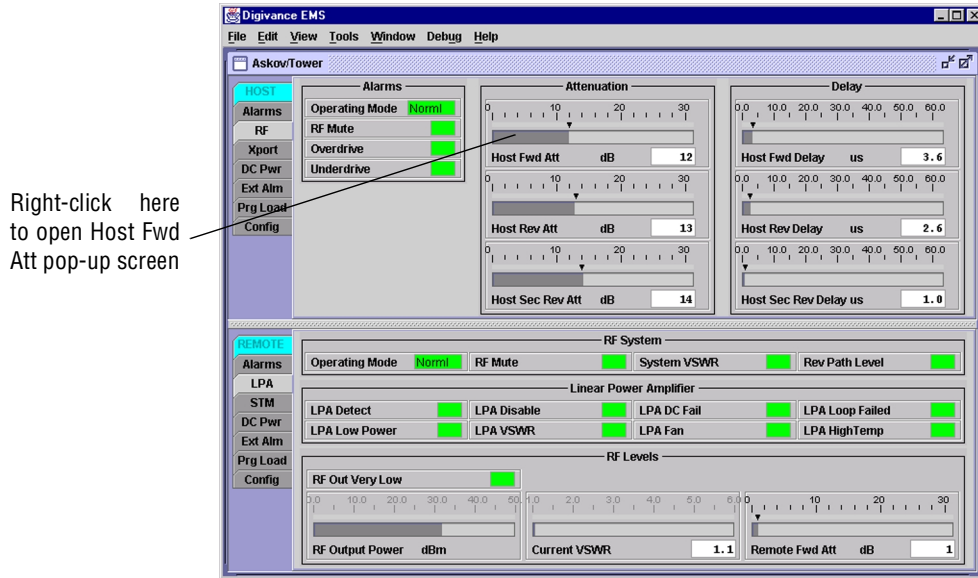 Digivance EMS
File Edit View Tools Window Debug Help
Askov/Tower
HOST
Alarms
RF
Xport
DC Pwr
Ext Alm
Prg Load
Config
Alarms
Operating Mode Norml
RF Mute
Overdrive
Underdrive
Attenuation
0 10 20 30
Host Fwd Att dB 12
0 10 20 30
Host Rev Att dB 13
0 10 20 30
Host Sec Rev Att dB 14
Delay
0.0 10.0 20.0 30.0 40.0 50.0 60.0
Host Fwd Delay us 3.6
0.0 10.0 20.0 30.0 40.0 50.0 60.0
Host Rev Delay us 2.6
0.0 10.0 20.0 30.0 40.0 50.0 60.0
Host Sec Rev Delay us 1.0
Right-click here
to open Host Fwd
Att pop-up screen
REMOTE
Alarms
LPA
STM
DC Pwr
Ext Alm
Prg Load
Config
RF System
Operating Mode Norml RF Mute System VSWR Rev Path Level
Linear Power Amplifier
LPA Detect LPA Disable LPA DC Fail LPA Loop Failed
LPA Low Power LPA VSWR LPA Fan LPA HighTemp
RF Levels
RF Out Very Low
10.0 20.0 30.0 40.0
RF Output Power dBm
2.0 3.0 4.0 5.0
Current VSWR 1.1
0 10 20 30
Remote Fwd Att dB 1